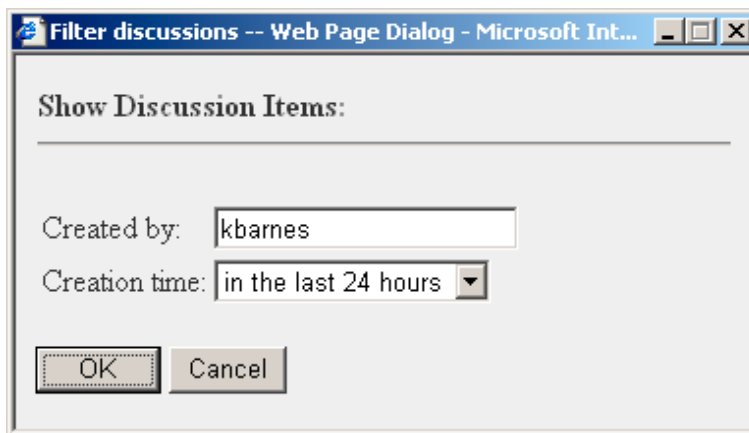 Filter discussions -- Web Page Dialog - Microsoft Int...
Show Discussion Items:
Created by: kbarnes
Creation time: in the last 24 hours
OK Cancel